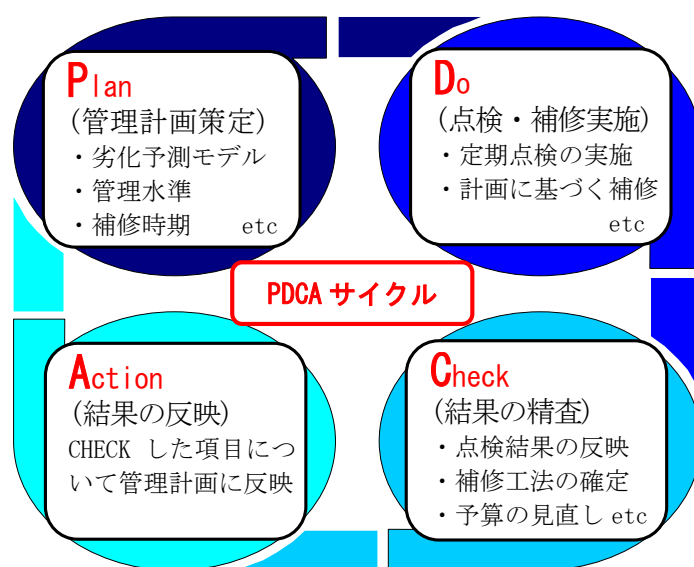 Plan
(管理計画策定)
・劣化予測モデル
・管理水準
・補修時期 etc
Do
(点検・補修実施)
・定期点検の実施
・計画に基づく補修
etc
PDCA サイクル
Action
(結果の反映)
CHECK した項目につ
いて管理計画に反映
Check
(結果の精査)
・点検結果の反映
・補修工法の確定
・予算の見直し etc